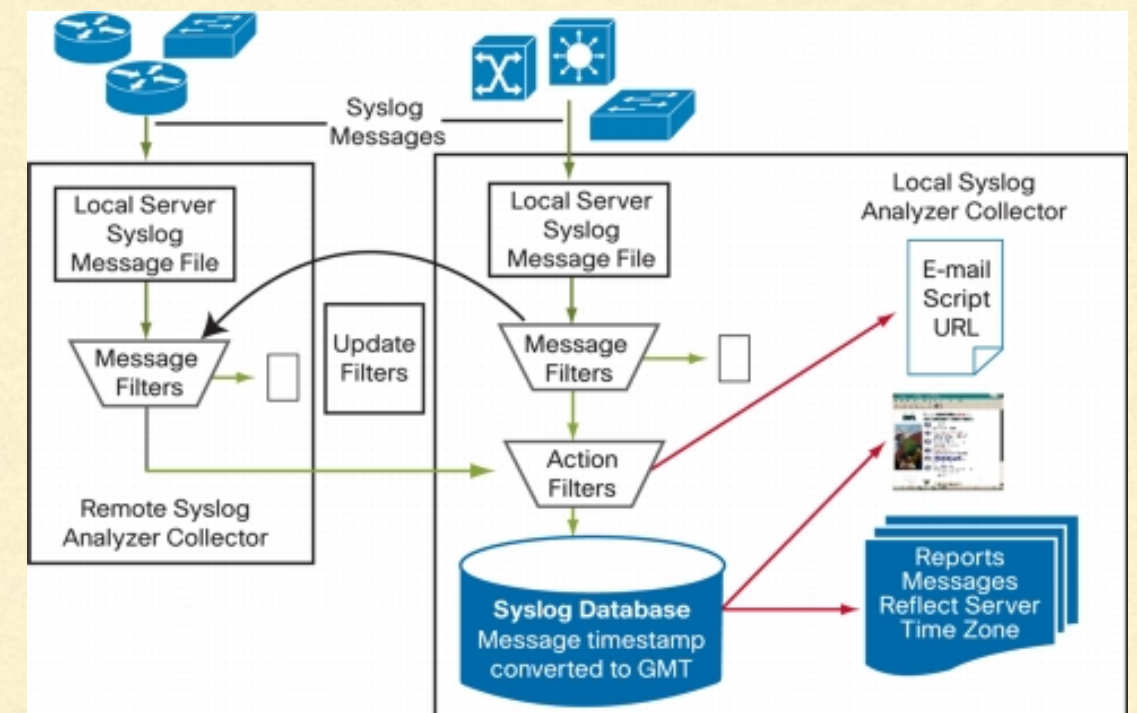 Syslog
Messages
Local Server
Syslog
Message File
Message
Filters
Remote Syslog
Analyzer Collector
Update
Filters
Local Server
Syslog
Message File
Message
Filters
Action
Filters
Syslog Database
Message timestamp
converted to GMT
Local Syslog
Analyzer Collector
E-mail
Script
URL
Reports
Messages
Reflect Server
Time Zone